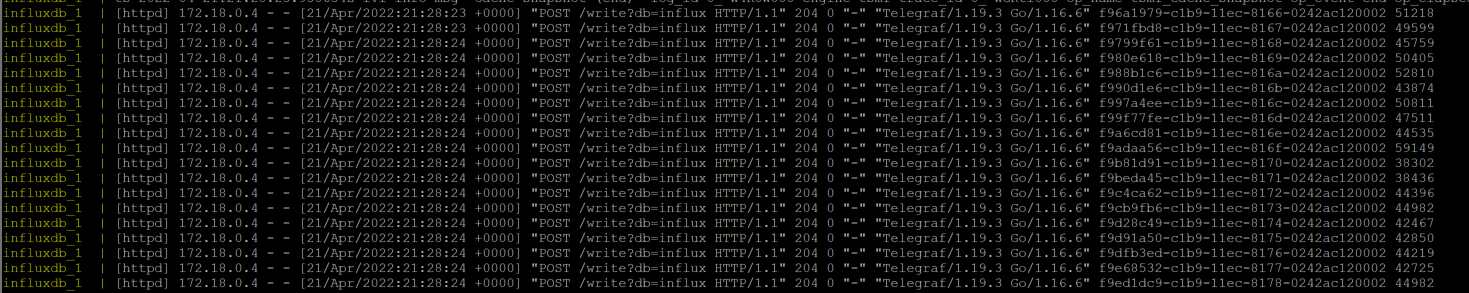 influxdb_1 | [httpd] 172.18.0.4 - - [21/Apr/2022:21:28:23 +0000] "POST /write?db=influx HTTP/1.1" 204 0 "-" "Telegraf/1.19.3 Go/1.16.6" f96a1979-c1b9-11ec-8166-0242ac120002 51218
influxdb_1 | [httpd] 172.18.0.4 - - [21/Apr/2022:21:28:23 +0000] "POST /write?db=influx HTTP/1.1" 204 0 "-" "Telegraf/1.19.3 Go/1.16.6" f971fbd8-c1b9-11ec-8167-0242ac120002 49599
influxdb_1 | [httpd] 172.18.0.4 - - [21/Apr/2022:21:28:24 +0000] "POST /write?db=influx HTTP/1.1" 204 0 "-" "Telegraf/1.19.3 Go/1.16.6" f9799f61-c1b9-11ec-8168-0242ac120002 45759
influxdb_1 | [httpd] 172.18.0.4 - - [21/Apr/2022:21:28:24 +0000] "POST /write?db=influx HTTP/1.1" 204 0 "-" "Telegraf/1.19.3 Go/1.16.6" f980e618-c1b9-11ec-8169-0242ac120002 50405
influxdb_1 | [httpd] 172.18.0.4 - - [21/Apr/2022:21:28:24 +0000] "POST /write?db=influx HTTP/1.1" 204 0 "-" "Telegraf/1.19.3 Go/1.16.6" f988b1c6-c1b9-11ec-816a-0242ac120002 52810
influxdb_1 | [httpd] 172.18.0.4 - - [21/Apr/2022:21:28:24 +0000] "POST /write?db=influx HTTP/1.1" 204 0 "-" "Telegraf/1.19.3 Go/1.16.6" f990d1e6-c1b9-11ec-816b-0242ac120002 43874
influxdb_1 | [httpd] 172.18.0.4 - - [21/Apr/2022:21:28:24 +0000] "POST /write?db=influx HTTP/1.1" 204 0 "-" "Telegraf/1.19.3 Go/1.16.6" f997a4ee-c1b9-11ec-816c-0242ac120002 50811
influxdb_1 | [httpd] 172.18.0.4 - - [21/Apr/2022:21:28:24 +0000] "POST /write?db=influx HTTP/1.1" 204 0 "-" "Telegraf/1.19.3 Go/1.16.6" f99f77fe-c1b9-11ec-816d-0242ac120002 47511
influxdb_1 | [httpd] 172.18.0.4 - - [21/Apr/2022:21:28:24 +0000] "POST /write?db=influx HTTP/1.1" 204 0 "-" "Telegraf/1.19.3 Go/1.16.6" f9a6cd81-c1b9-11ec-816e-0242ac120002 44535
influxdb_1 | [httpd] 172.18.0.4 - - [21/Apr/2022:21:28:24 +0000] "POST /write?db=influx HTTP/1.1" 204 0 "-" "Telegraf/1.19.3 Go/1.16.6" f9adaa56-c1b9-11ec-816f-0242ac120002 59149
influxdb_1 | [httpd] 172.18.0.4 - - [21/Apr/2022:21:28:24 +0000] "POST /write?db=influx HTTP/1.1" 204 0 "-" "Telegraf/1.19.3 Go/1.16.6" f9b81d91-c1b9-11ec-8170-0242ac120002 38302
influxdb_1 | [httpd] 172.18.0.4 - - [21/Apr/2022:21:28:24 +0000] "POST /write?db=influx HTTP/1.1" 204 0 "-" "Telegraf/1.19.3 Go/1.16.6" f9beda45-c1b9-11ec-8171-0242ac120002 38436
influxdb_1 | [httpd] 172.18.0.4 - - [21/Apr/2022:21:28:24 +0000] "POST /write?db=influx HTTP/1.1" 204 0 "-" "Telegraf/1.19.3 Go/1.16.6" f9c4ca62-c1b9-11ec-8172-0242ac120002 44396
influxdb_1 | [httpd] 172.18.0.4 - - [21/Apr/2022:21:28:24 +0000] "POST /write?db=influx HTTP/1.1" 204 0 "-" "Telegraf/1.19.3 Go/1.16.6" f9cb9fb6-c1b9-11ec-8173-0242ac120002 44982
influxdb_1 | [httpd] 172.18.0.4 - - [21/Apr/2022:21:28:24 +0000] "POST /write?db=influx HTTP/1.1" 204 0 "-" "Telegraf/1.19.3 Go/1.16.6" f9d28c49-c1b9-11ec-8174-0242ac120002 42467
influxdb_1 | [httpd] 172.18.0.4 - - [21/Apr/2022:21:28:24 +0000] "POST /write?db=influx HTTP/1.1" 204 0 "-" "Telegraf/1.19.3 Go/1.16.6" f9d91a50-c1b9-11ec-8175-0242ac120002 42850
influxdb_1 | [httpd] 172.18.0.4 - - [21/Apr/2022:21:28:24 +0000] "POST /write?db=influx HTTP/1.1" 204 0 "-" "Telegraf/1.19.3 Go/1.16.6" f9dfb3ed-c1b9-11ec-8176-0242ac120002 44219
influxdb_1 | [httpd] 172.18.0.4 - - [21/Apr/2022:21:28:24 +0000] "POST /write?db=influx HTTP/1.1" 204 0 "-" "Telegraf/1.19.3 Go/1.16.6" f9e68532-c1b9-11ec-8177-0242ac120002 42725
influxdb_1 | [httpd] 172.18.0.4 - - [21/Apr/2022:21:28:24 +0000] "POST /write?db=influx HTTP/1.1" 204 0 "-" "Telegraf/1.19.3 Go/1.16.6" f9ed1dc9-c1b9-11ec-8178-0242ac120002 44982